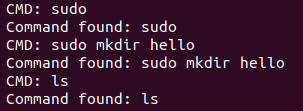 CMD: sudo
Command found: sudo
CMD: sudo mkdir hello
Command found: sudo mkdir hello
CMD: ls
Command found: ls